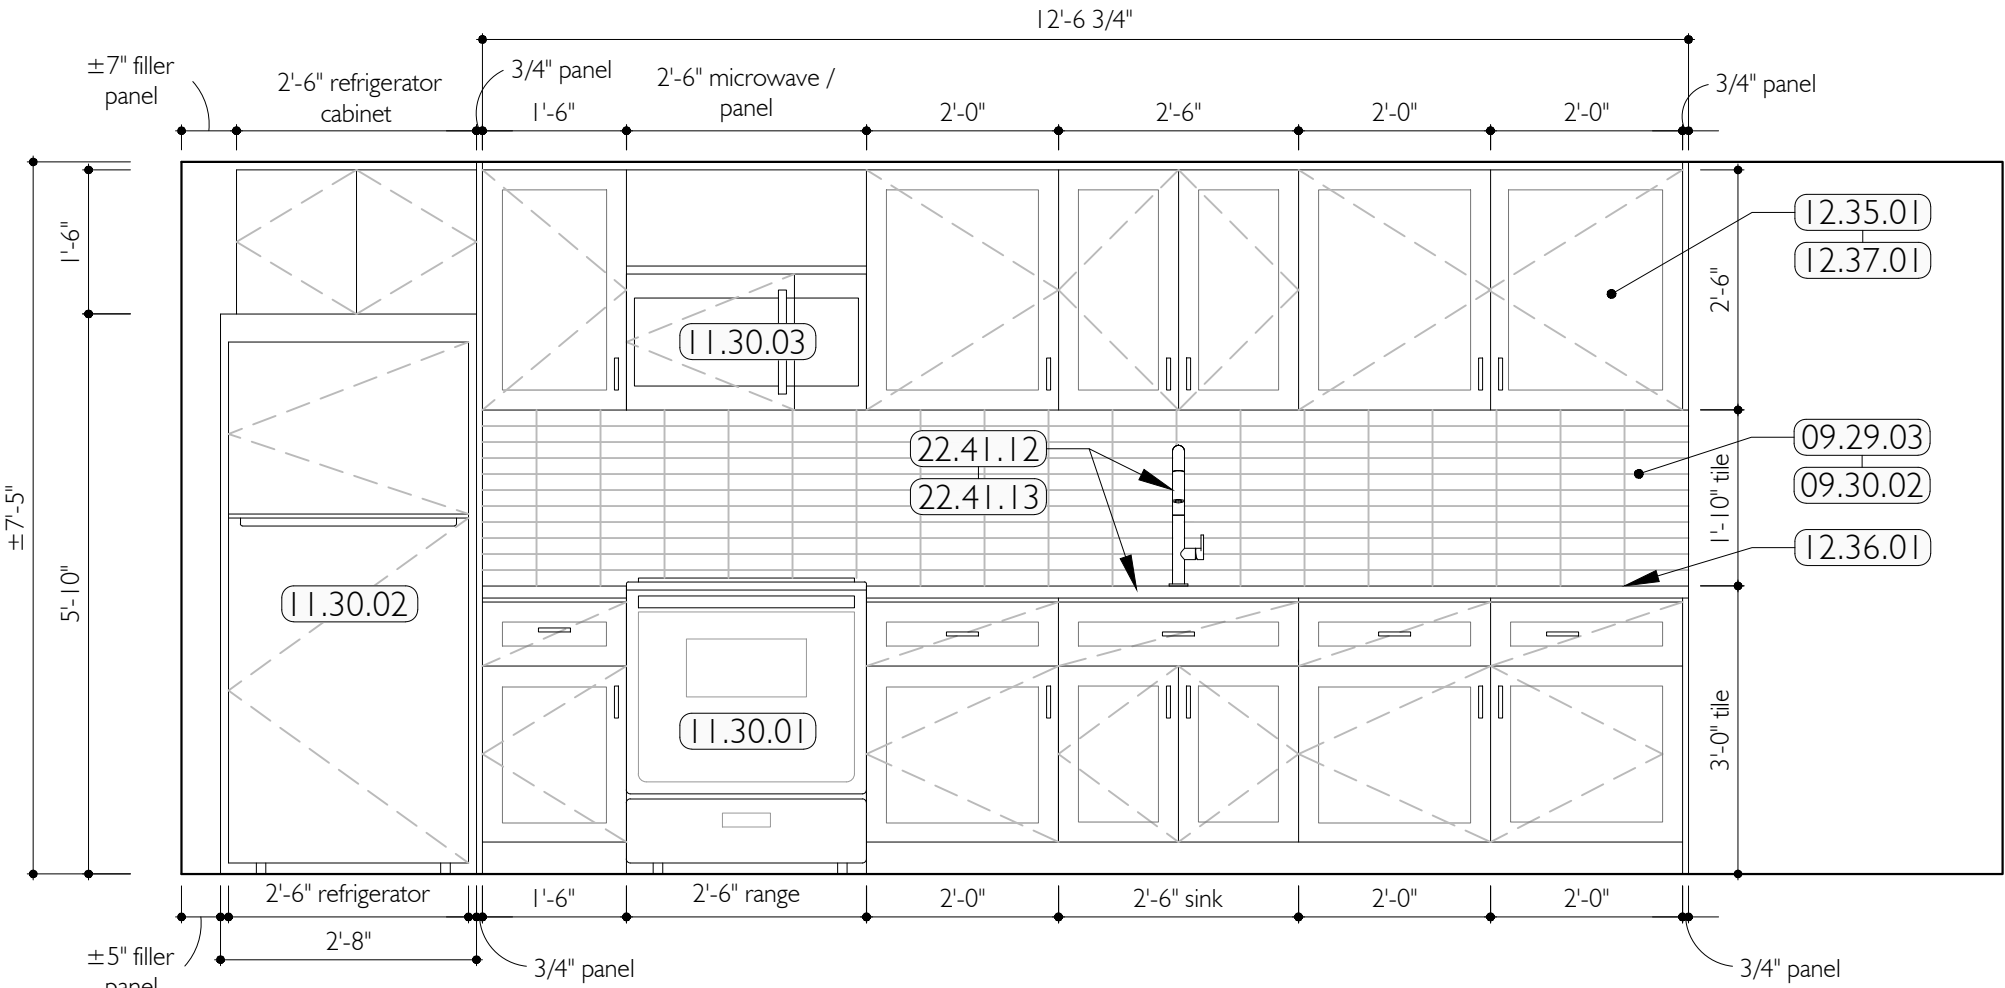 12'-6 3/4"
±7" filler
panel
2'-6" refrigerator
cabinet
3/4" panel
1'-6"
2'-6" microwave /
panel
2'-0"
2'-6"
2'-0"
2'-0"
3/4" panel
±7'-5"
1'-6"
5'-10"
11.30.03
11.30.02
11.30.01
22.41.12
22.41.13
2'-6"
1'-10" tile
3'-0" tile
12.35.01
12.37.01
09.29.03
09.30.02
12.36.01
2'-6" refrigerator
1'-6"
2'-6" range
2'-0"
2'-6" sink
2'-0"
2'-0"
2'-8"
±5" filler
panel
3/4" panel
3/4" panel